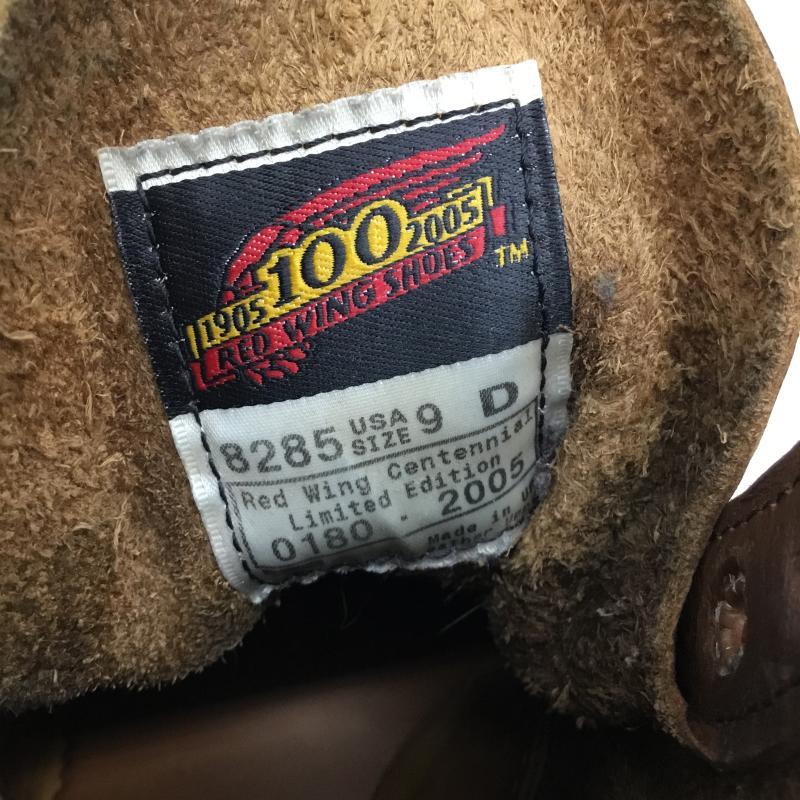 1905 100 2005
RED WING SHOES TM
8285 USA SIZE 9 D
Red Wing Centennial
Limited Edition
0180 - 2005
Made in